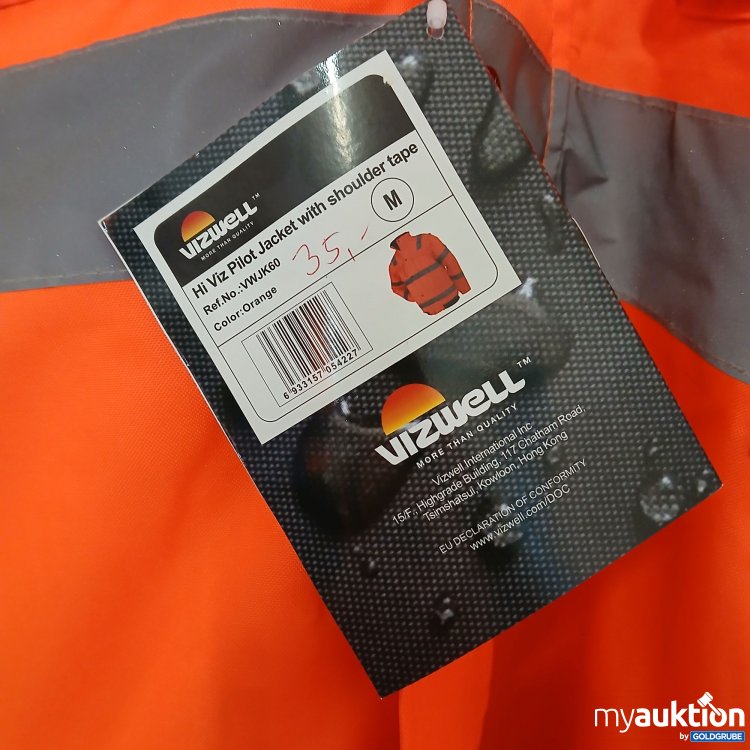 VIZWELL™
MORE THAN QUALITY
Hi Viz Pilot Jacket with shoulder tape
Ref.No.:VWJK60
Color:Orange
35,-
M
6 933157 054227
VIZWELL™
MORE THAN QUALITY
Vizwell International Inc.
15/F., Highgrade Building, 117 Chatham Road,
Tsimshatsui, Kowloon, Hong Kong
EU DECLARATION OF CONFORMITY
www.vizwell.com/DOC
myauktion
by GOLDGRUBE